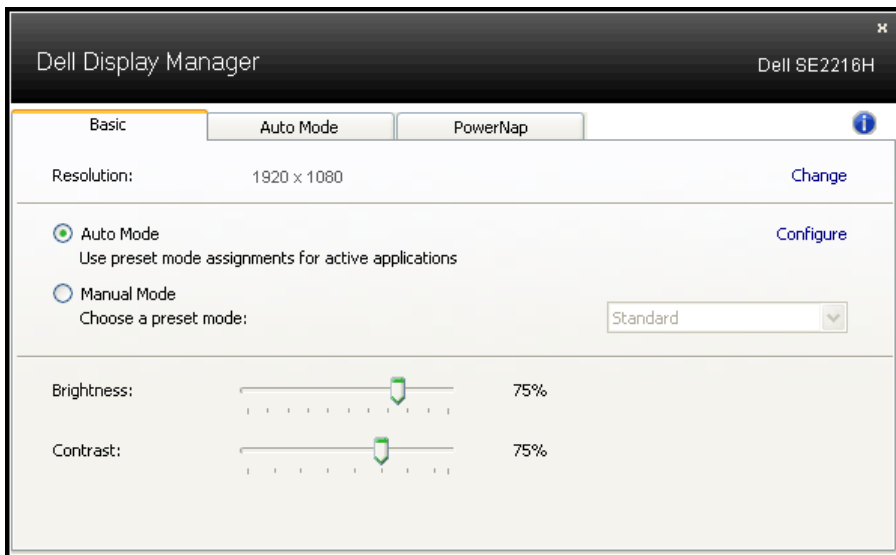 Dell Display Manager
Dell SE2216H
Basic
Auto Mode
PowerNap
Resolution:
1920 x 1080
Change
Auto Mode
Configure
Use preset mode assignments for active applications
Manual Mode
Choose a preset mode:
Standard
Brightness:
75%
Contrast:
75%